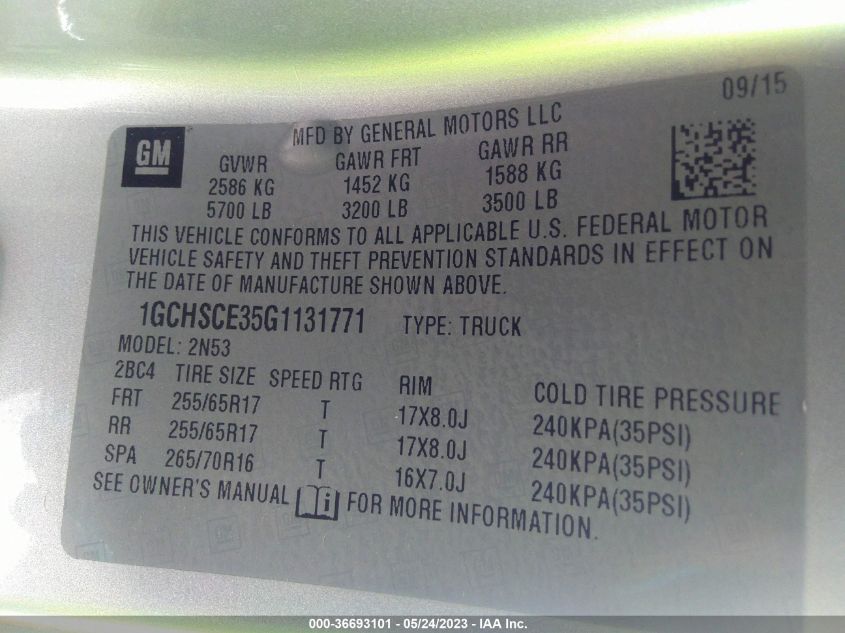 09/15
MFD BY GENERAL MOTORS LLC
GM
GVWR GAWR FRT GAWR RR
2586 KG 1452 KG 1588 KG
5700 LB 3200 LB 3500 LB
THIS VEHICLE CONFORMS TO ALL APPLICABLE U.S. FEDERAL MOTOR
VEHICLE SAFETY AND THEFT PREVENTION STANDARDS IN EFFECT ON
THE DATE OF MANUFACTURE SHOWN ABOVE.
1GCHSCE35G1131771 TYPE: TRUCK
MODEL: 2N53
2BC4 TIRE SIZE SPEED RTG RIM COLD TIRE PRESSURE
FRT 255/65R17 T 17X8.0J 240KPA(35PSI)
RR 255/65R17 T 17X8.0J 240KPA(35PSI)
SPA 265/70R16 T 16X7.0J 240KPA(35PSI)
SEE OWNER'S MANUAL i FOR MORE INFORMATION.
000-36693101 - 05/24/2023 - IAA Inc.